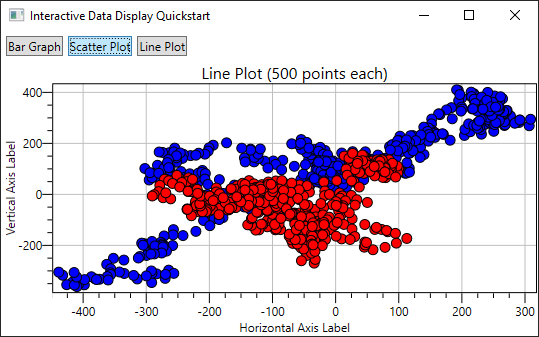 Interactive Data Display Quickstart
Bar Graph Scatter Plot Line Plot
Line Plot (500 points each)
400
200
0
-200
Vertical Axis Label
-400 -300 -200 -100 0 100 200 300
Horizontal Axis Label